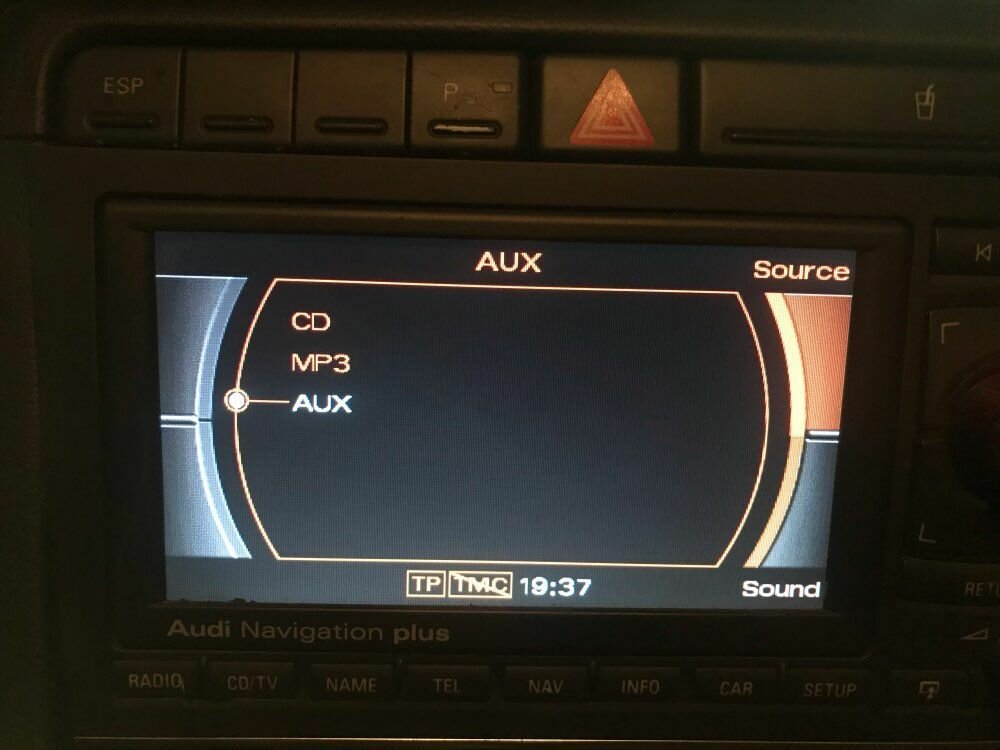 ESP
P
AUX
Source
CD
MP3
AUX
TP TMC 19:37
Sound
Audi Navigation plus
RADIO CD/TV NAME TEL NAV INFO CAR SETUP